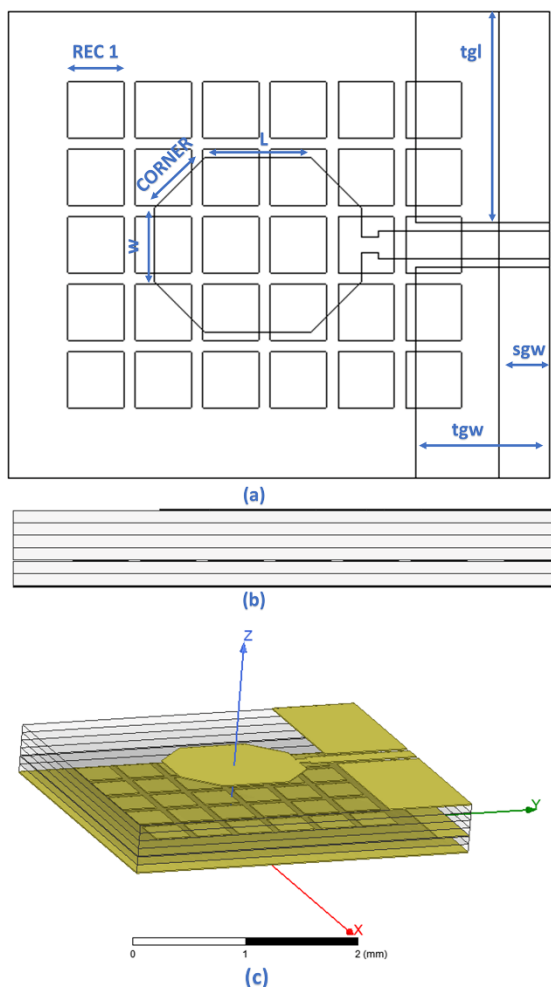 REC 1
tgl
CORNER
L
w
sgw
tgw
(a)
(b)
Z
Y
X
0 1 2 (mm)
(c)